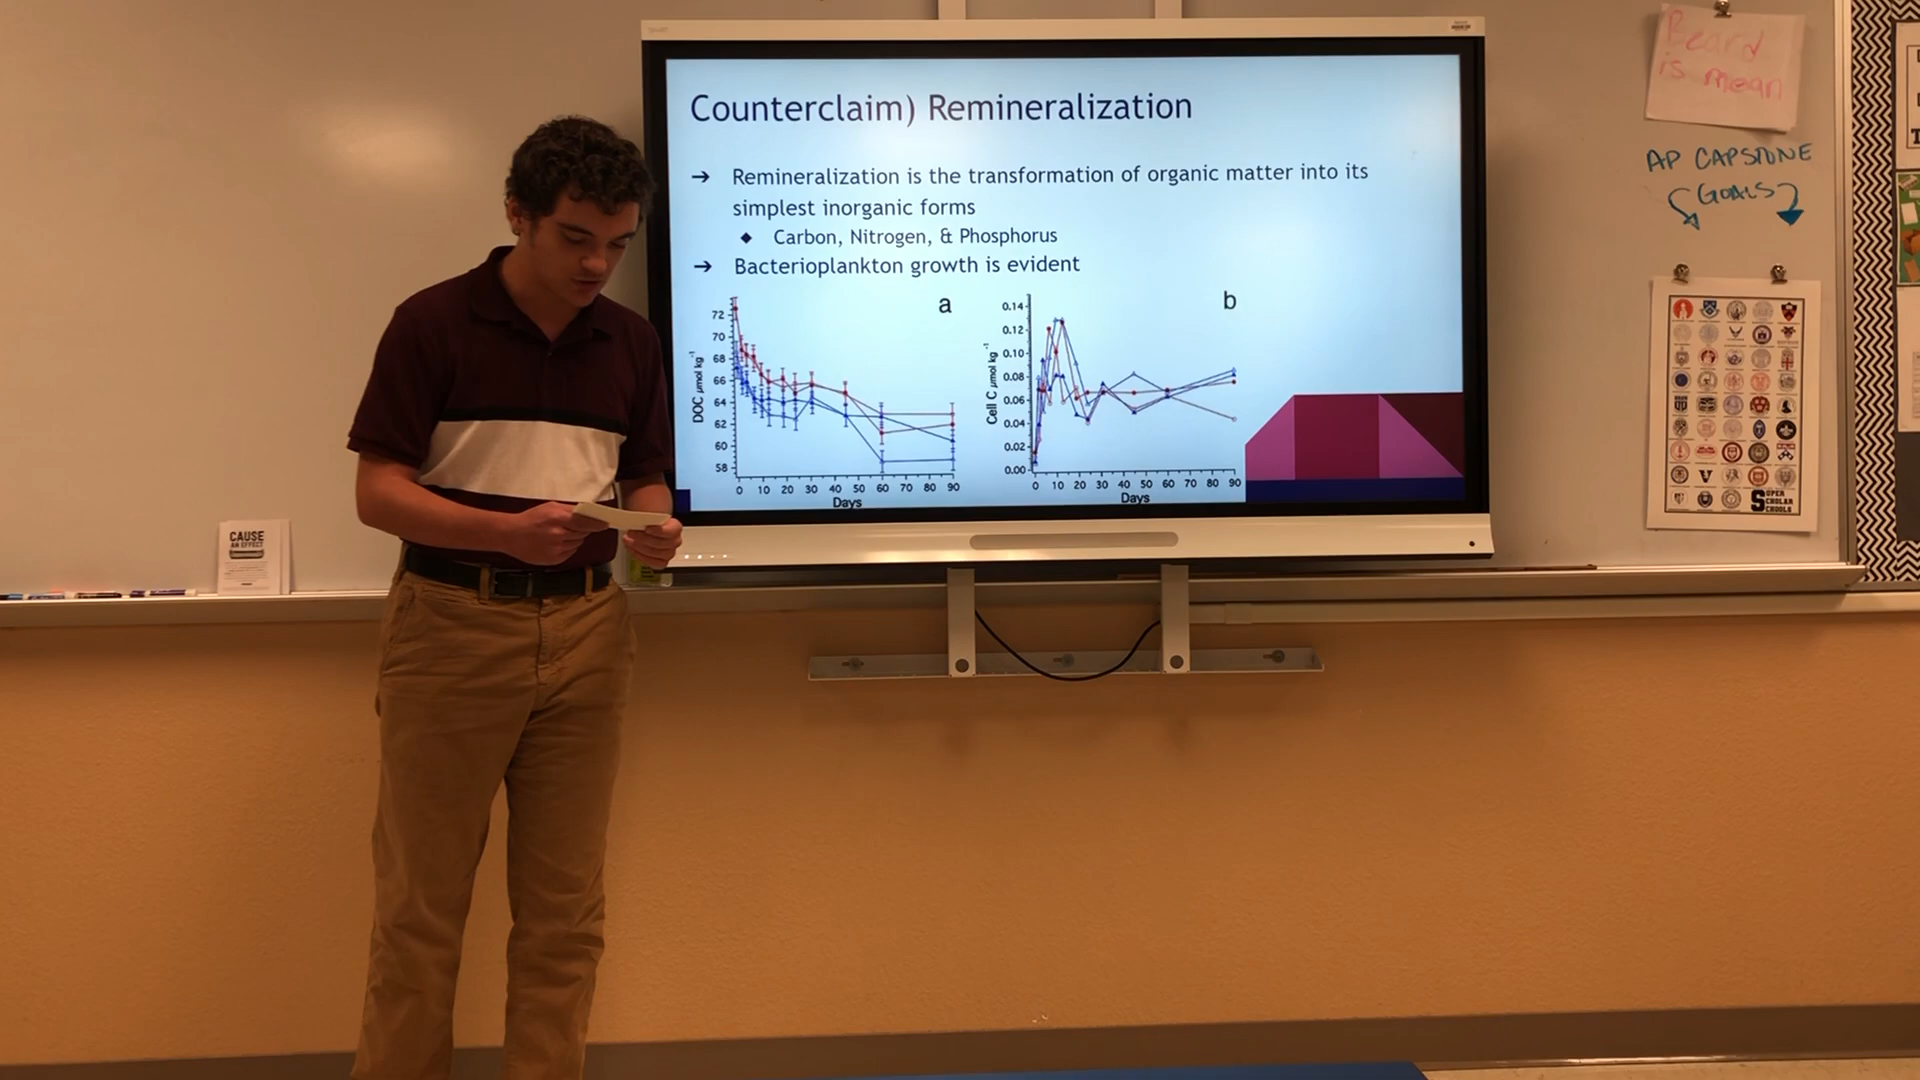 Counterclaim) Remineralization
➔ Remineralization is the transformation of organic matter into its
simplest inorganic forms
◆ Carbon, Nitrogen, & Phosphorus
➔ Bacterioplankton growth is evident
a
72
70
68
66
64
62
60
58
DOC µmol kg⁻¹
0 10 20 30 40 50 60 70 80 90
Days
b
0.14
0.12
0.10
0.08
0.06
0.04
0.02
0.00
Cell C µmol kg⁻¹
0 10 20 30 40 50 60 70 80 90
Days
Beard
is mean
AP CAPSTONE
GOALS
SUPER
SCHOLAR
SCHOOLS
CAUSE
AN EFFECT